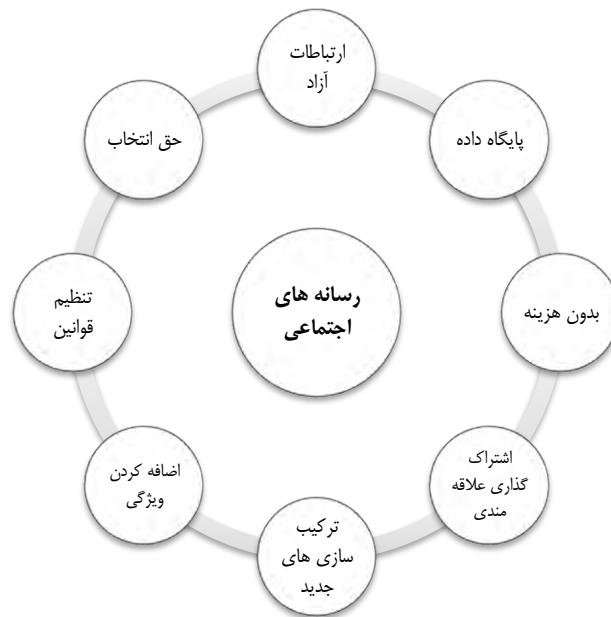 ارتباطات
آزاد
پایگاه داده
بدون هزینه
اشتراک
گذاری علاقه
مندی
ترکیب
سازی های
جدید
اضافه کردن
ویژگی
تنظیم
قوانین
حق انتخاب
رسانه های
اجتماعی